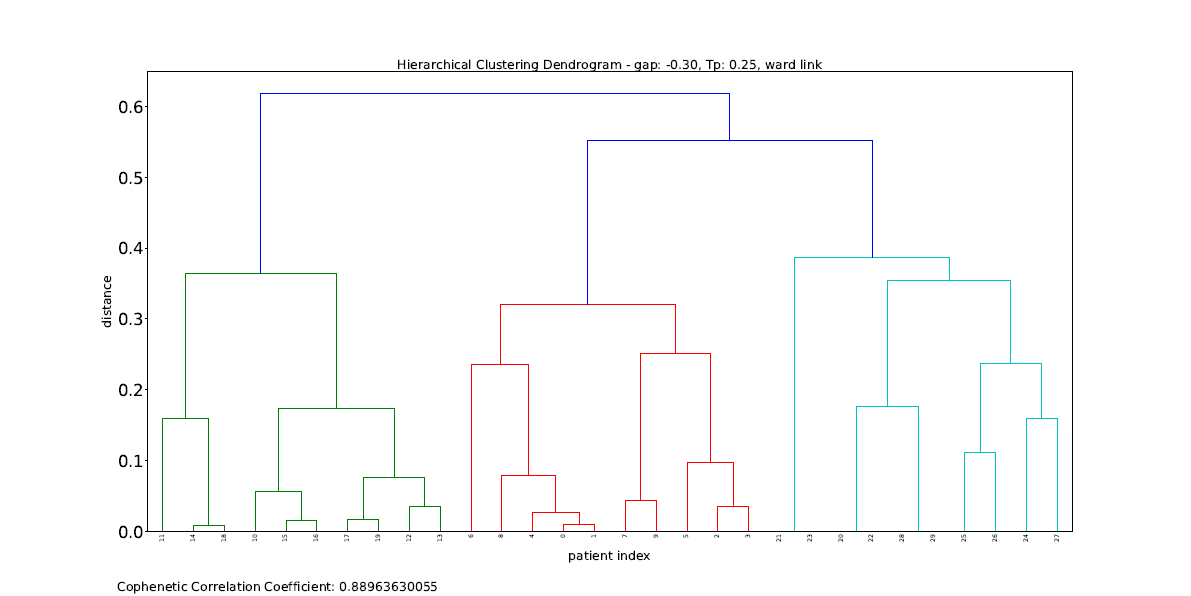 Hierarchical Clustering Dendrogram - gap: -0.30, Tp: 0.25, ward link
0.6
0.5
0.4
0.3
0.2
0.1
0.0
distance
11 14 18 10 15 16 17 19 12 13 6 8 4 0 1 7 9 5 2 3 21 23 20 22 28 29 25 26 24 27
patient index
Cophenetic Correlation Coefficient: 0.88963630055